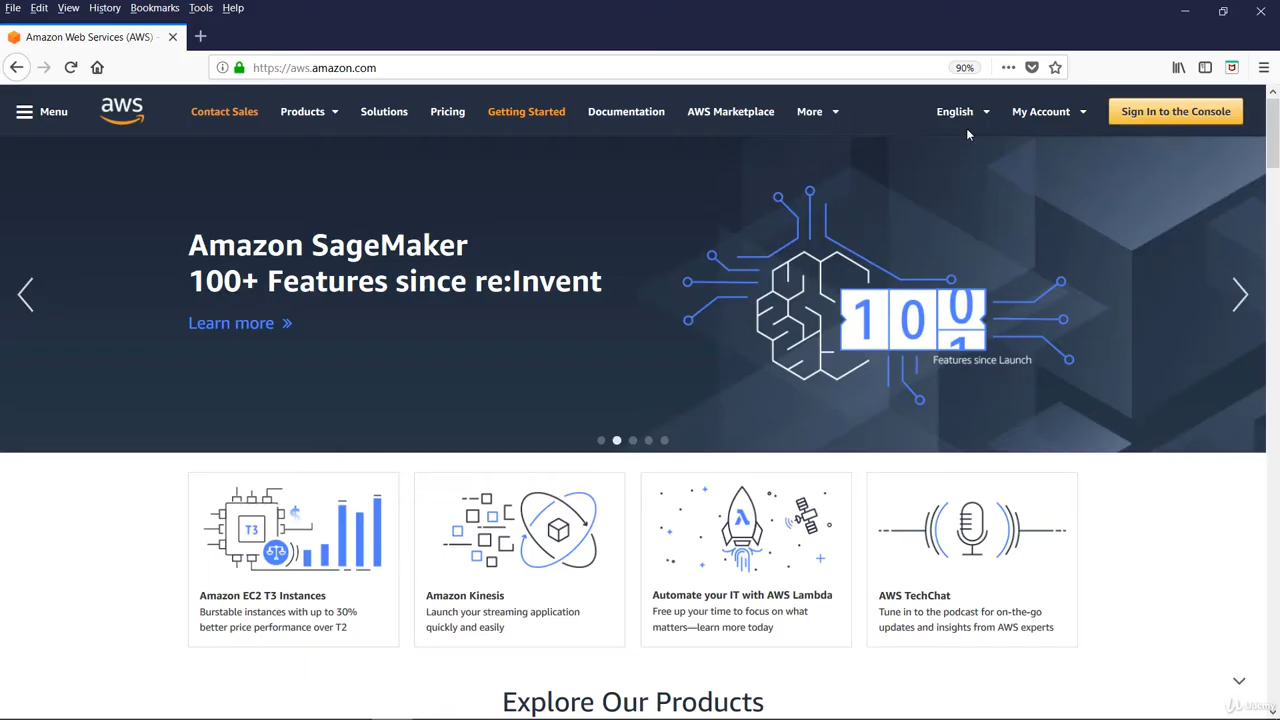 File Edit View History Bookmarks Tools Help
Amazon Web Services (AWS) -
https://aws.amazon.com
90%
Menu
aws
Contact Sales
Products
Solutions
Pricing
Getting Started
Documentation
AWS Marketplace
More
English
My Account
Sign In to the Console
Amazon SageMaker
100+ Features since re:Invent
Learn more »
1 0 0
1
Features since Launch
T3
Amazon EC2 T3 Instances
Burstable instances with up to 30%
better price performance over T2
Amazon Kinesis
Launch your streaming application
quickly and easily
Automate your IT with AWS Lambda
Free up your time to focus on what
matters—learn more today
AWS TechChat
Tune in to the podcast for on-the-go
updates and insights from AWS experts
Explore Our Products
Udemy